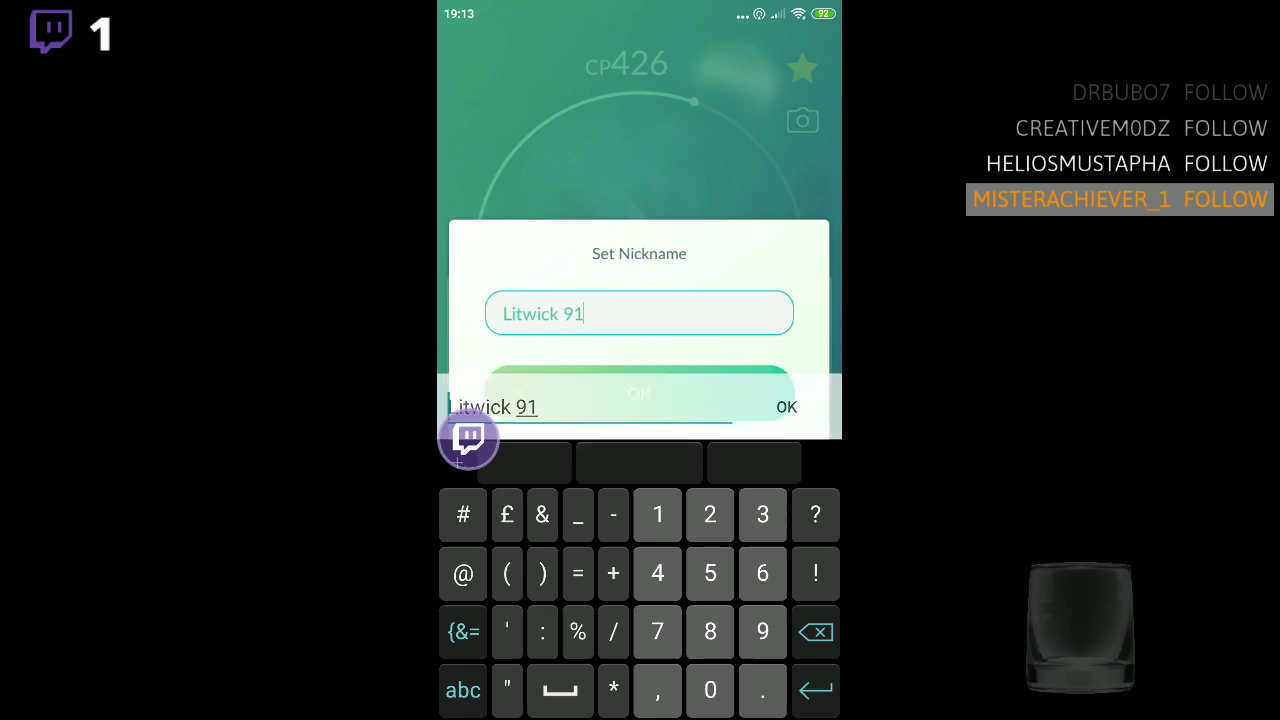 1
19:13
92
CP426
DRBUBO7 FOLLOW
CREATIVEM0DZ FOLLOW
HELIOSMUSTAPHA FOLLOW
MISTERACHIEVER_1 FOLLOW
Set Nickname
Litwick 91
OK
Litwick 91 OK
# £ & _ - 1 2 3 ?
@ ( ) = + 4 5 6 !
{&= ' : % / 7 8 9
abc " * , 0 .